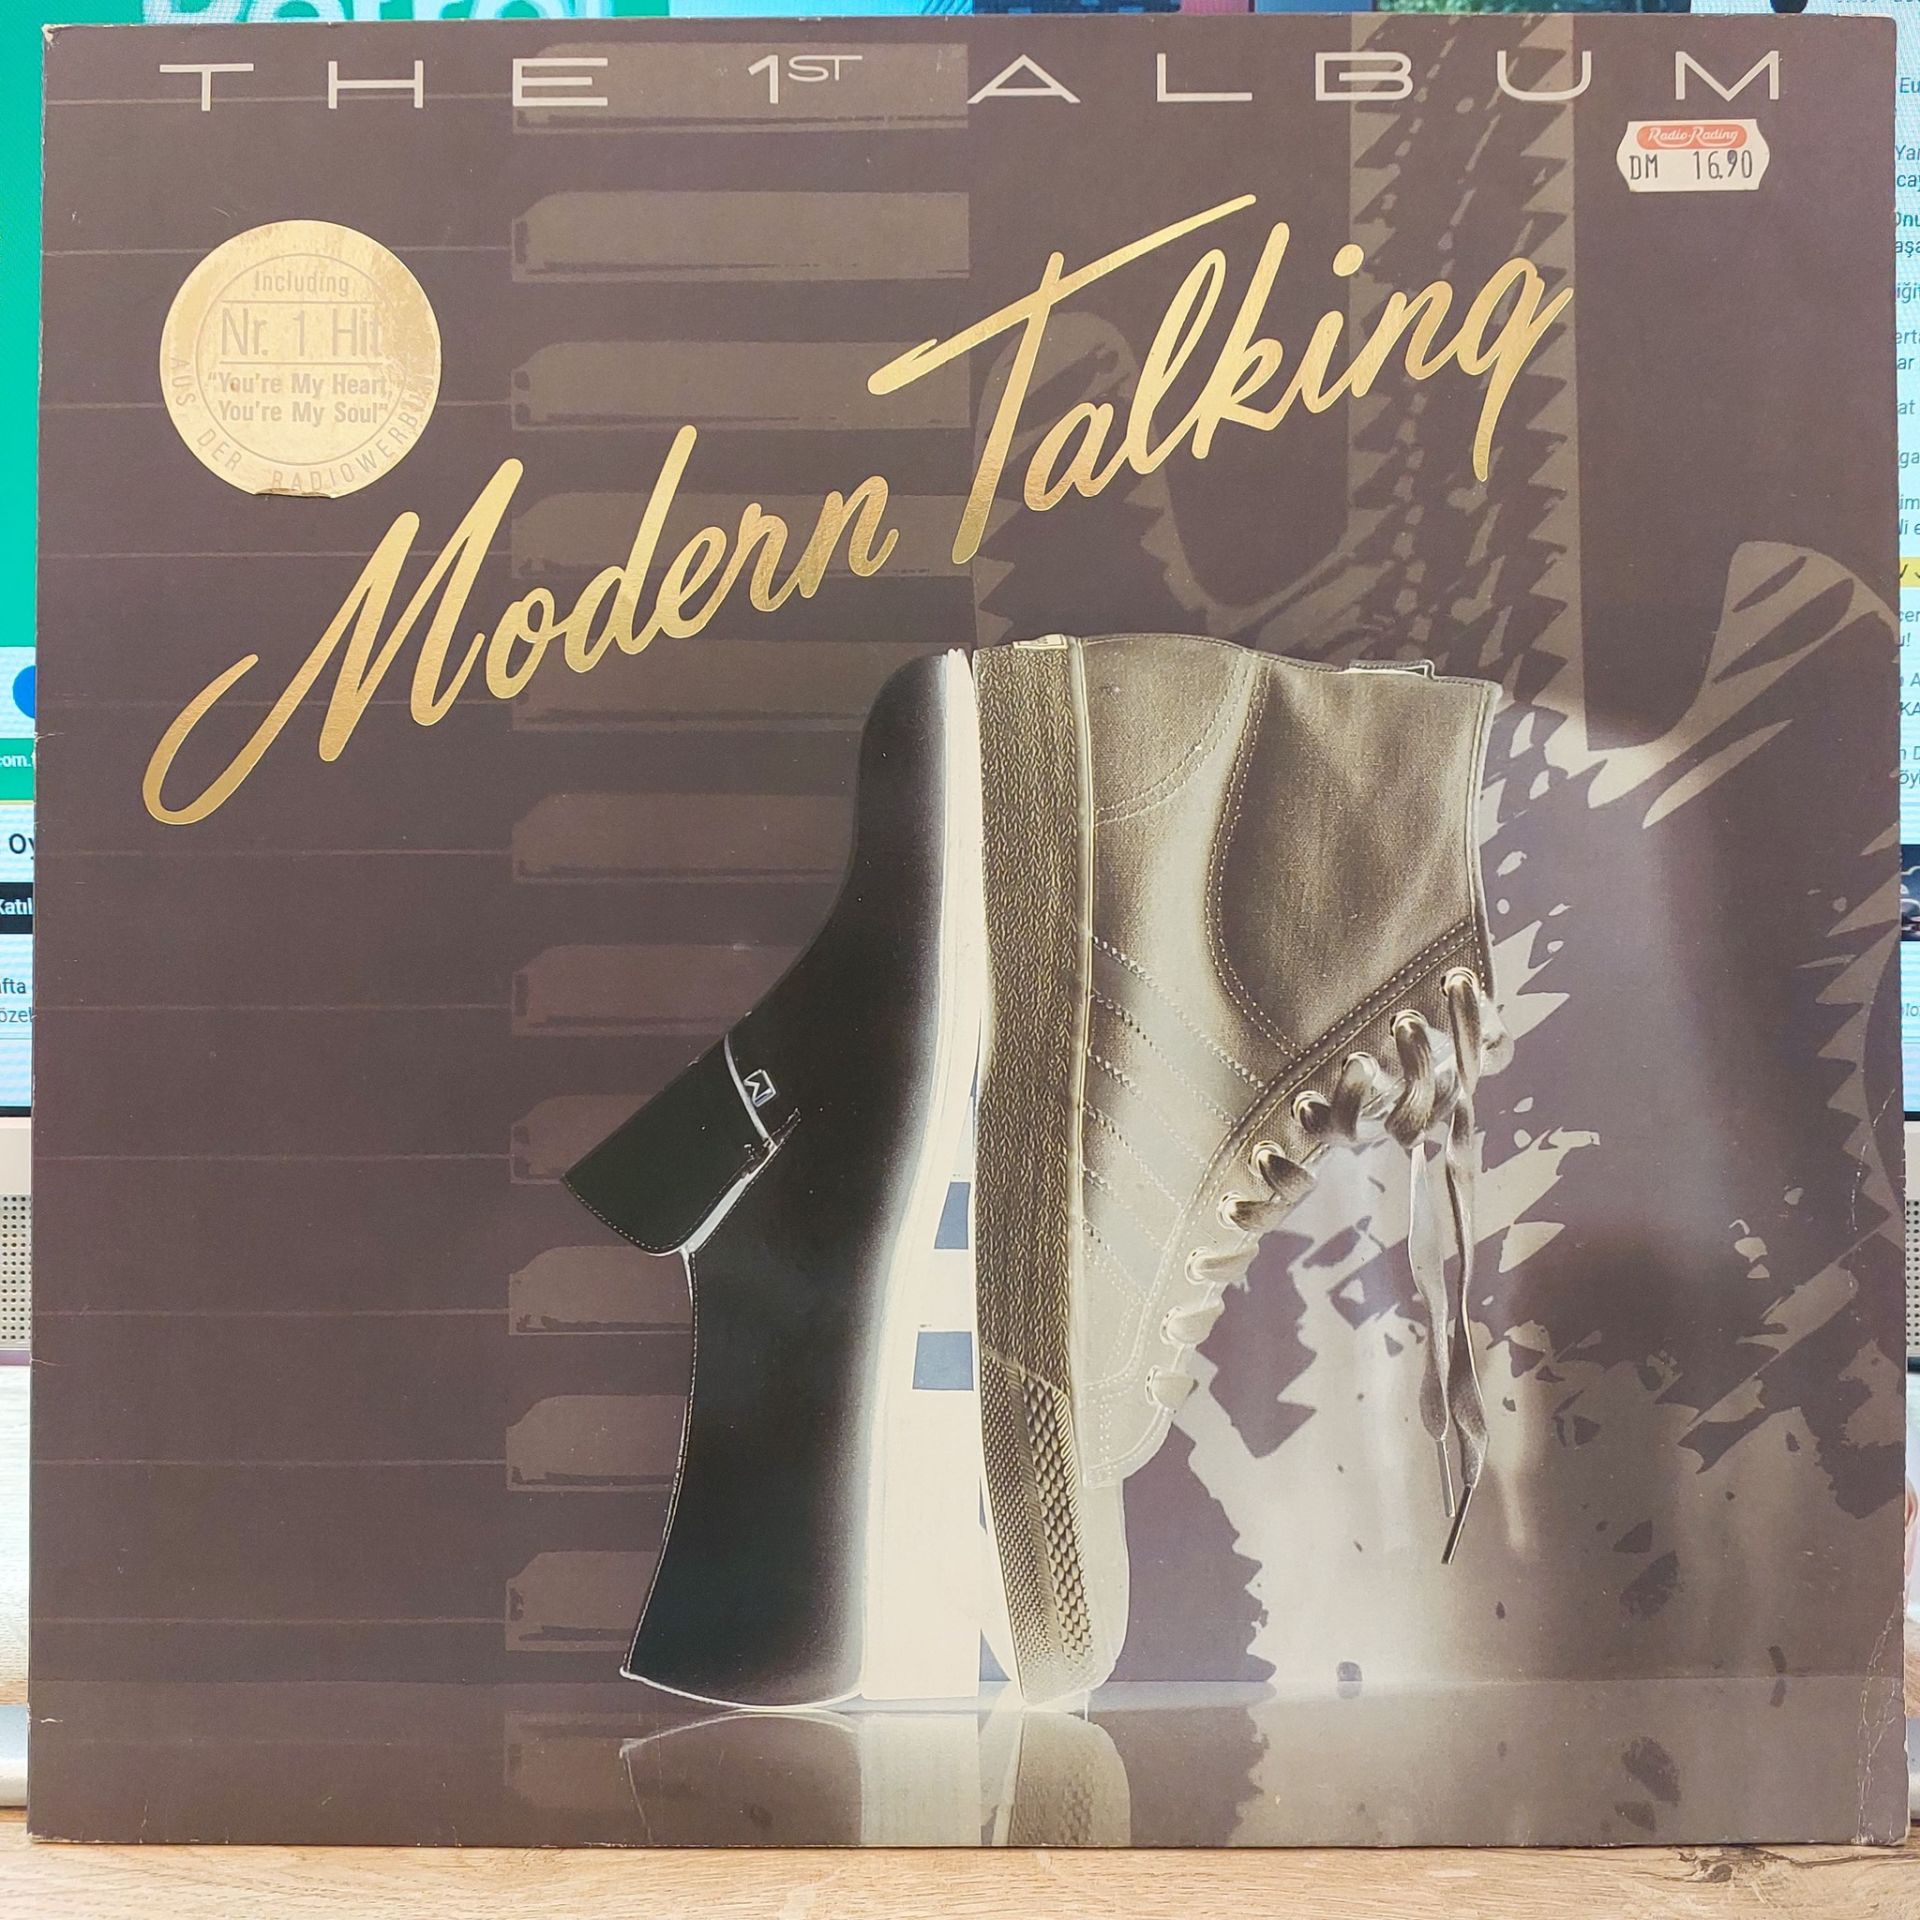 THE 1ST ALBUM
Radio-Rading
DM 16.90
Including
Nr. 1 Hit
"You're My Heart,
You're My Soul"
AUS DER RADIOWERBUNG
Modern Talking
M